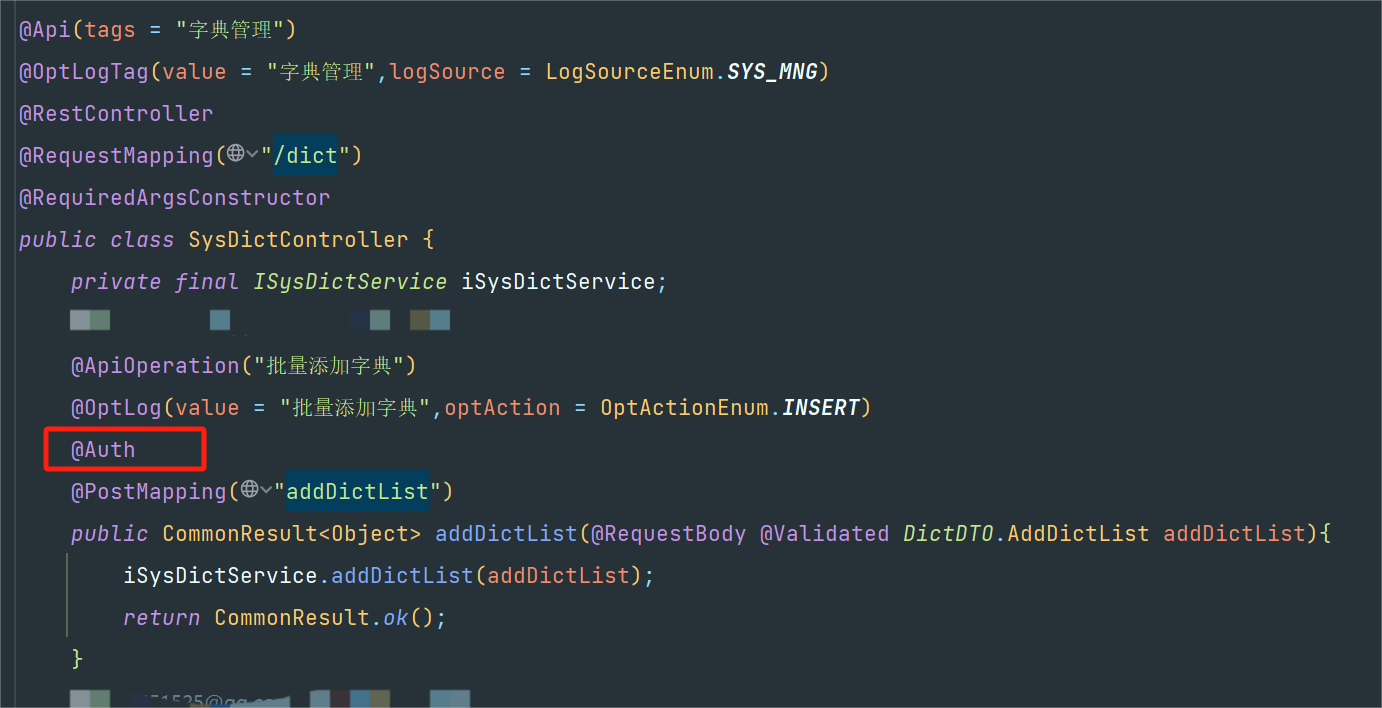 @Api(tags = "字典管理")
@OptLogTag(value = "字典管理",logSource = LogSourceEnum.SYS_MNG)
@RestController
@RequestMapping("/dict")
@RequiredArgsConstructor
public class SysDictController {
private final ISysDictService iSysDictService;
@ApiOperation("批量添加字典")
@OptLog(value = "批量添加字典",optAction = OptActionEnum.INSERT)
@Auth
@PostMapping("addDictList")
public CommonResult<Object> addDictList(@RequestBody @Validated DictDTO.AddDictList addDictList){
iSysDictService.addDictList(addDictList);
return CommonResult.ok();
}